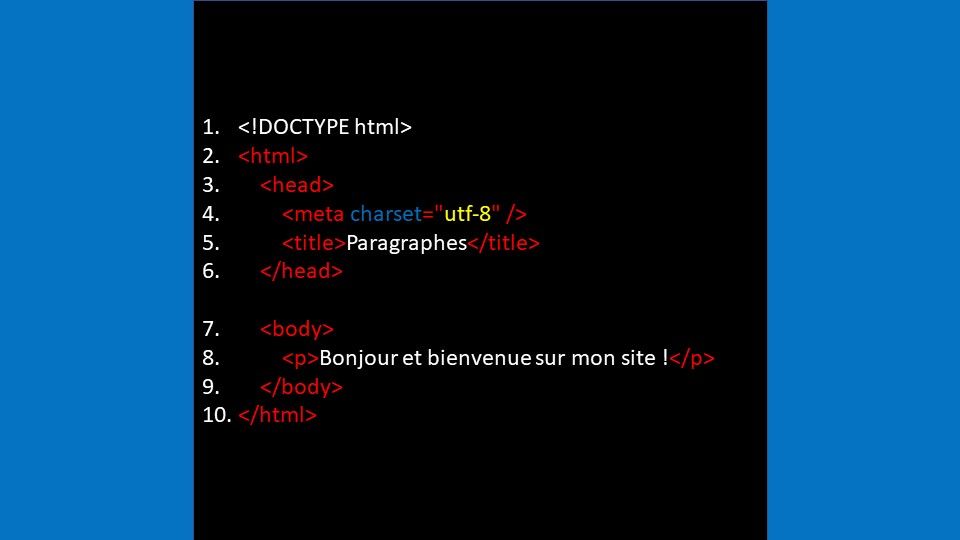 1. <!DOCTYPE html>
2. <html>
3. <head>
4. <meta charset="utf-8" />
5. <title>Paragraphes</title>
6. </head>
7. <body>
8. <p>Bonjour et bienvenue sur mon site !</p>
9. </body>
10. </html>